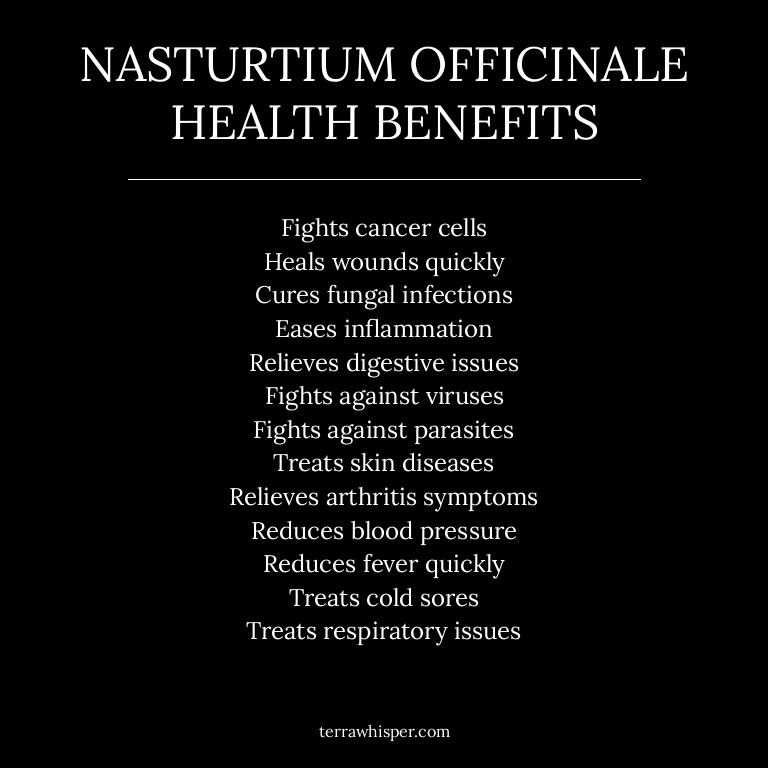 NASTURTIUM OFFICINALE
HEALTH BENEFITS
Fights cancer cells
Heals wounds quickly
Cures fungal infections
Eases inflammation
Relieves digestive issues
Fights against viruses
Fights against parasites
Treats skin diseases
Relieves arthritis symptoms
Reduces blood pressure
Reduces fever quickly
Treats cold sores
Treats respiratory issues
terrawhisper.com